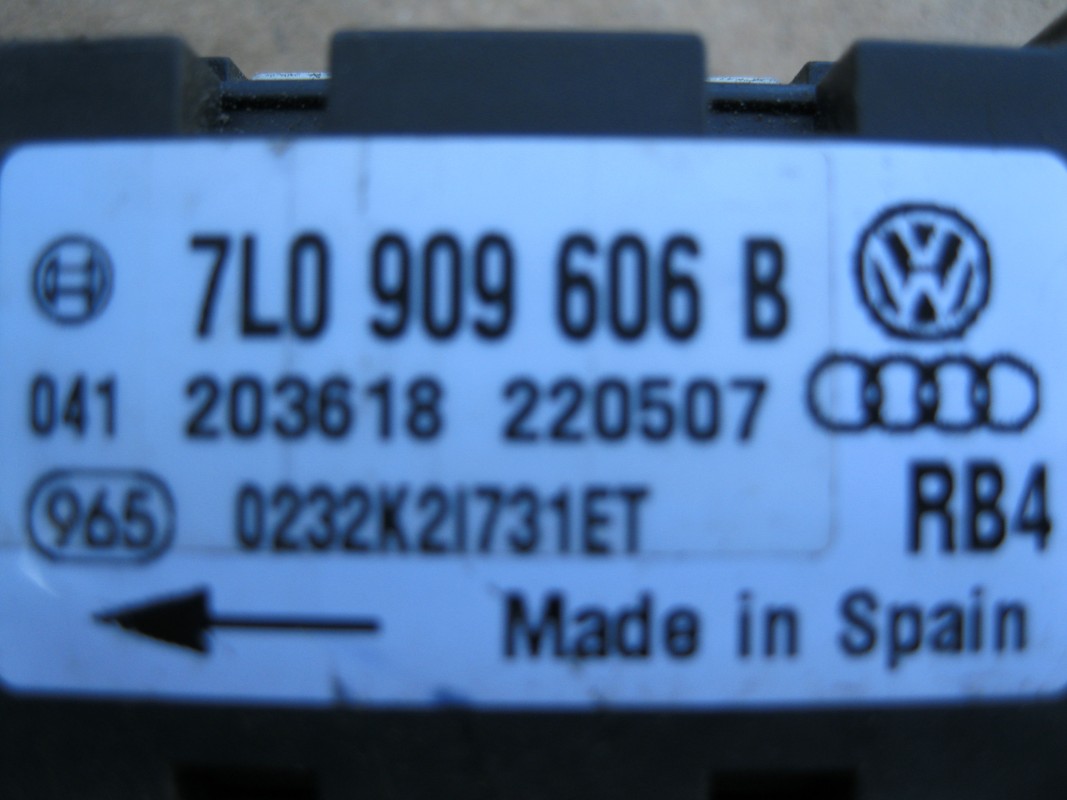 7L0 909 606 B
041 203618 220507
965 0232K2I731ET
RB4
Made in Spain